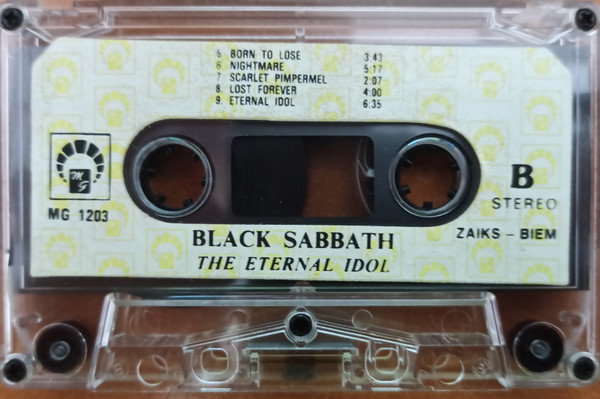 5 BORN TO LOSE 3:43
6 NIGHTMARE 5.17
7 SCARLET PIMPERMEL 2:07
8. LOST FOREVER 4:00
9. ETERNAL IDOL 6:35
M G
MG 1203
B
STEREO
ZAIKS – BIEM
BLACK SABBATH
THE ETERNAL IDOL